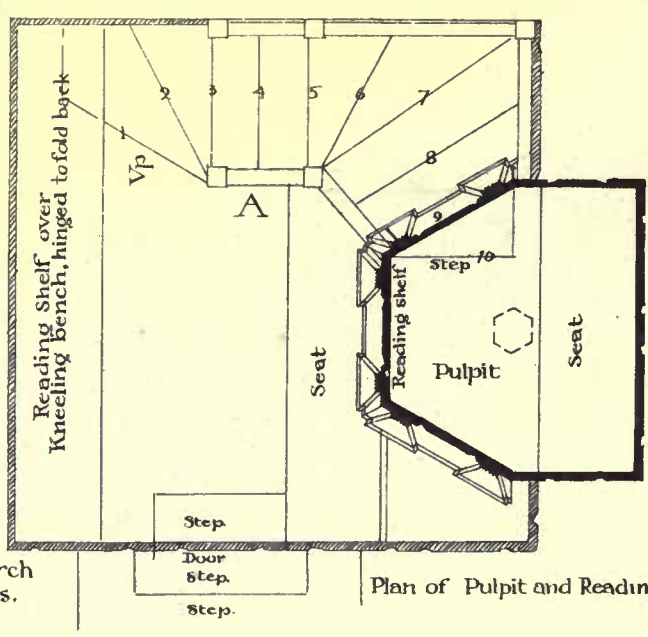 Reading Shelf over
Kneeling bench, hinged to fold back
1
Up
2
3
4
5
6
7
8
9
A
Step 10
Seat
Reading shelf
Pulpit
Seat
Step.
Door
Step.
Step.
Plan of Pulpit and Readin
rch
s.